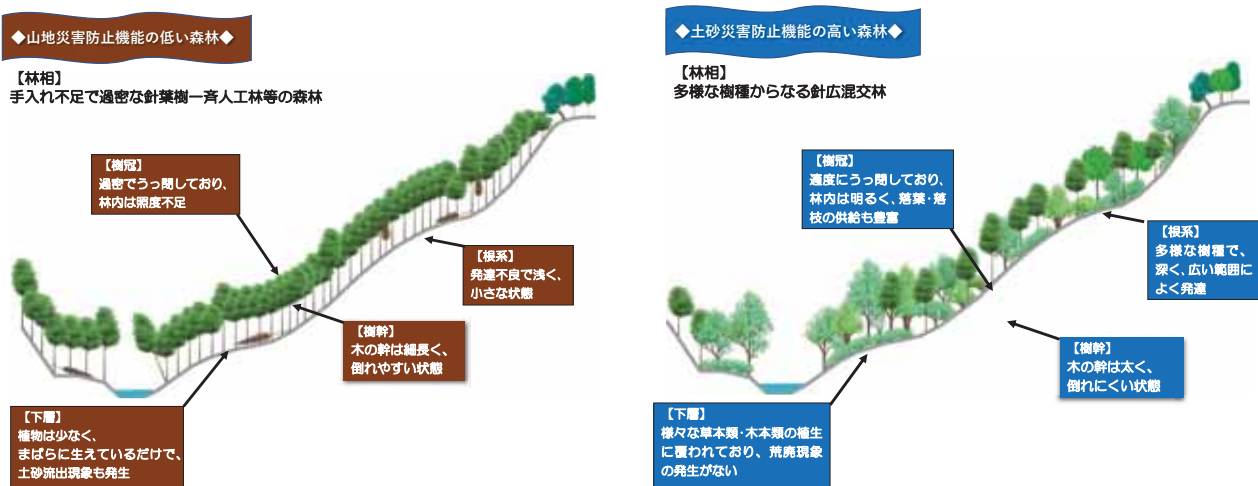 ◆山地災害防止機能の低い森林◆
【林相】
手入れ不足で過密な針葉樹一斉人工林等の森林
【樹冠】
過密でうっ閉しており、
林内は照度不足
【根系】
発達不良で浅く、
小さな状態
【樹幹】
木の幹は細長く、
倒れやすい状態
【下層】
植物は少なく、
まばらに生えているだけで、
土砂流出現象も発生
◆土砂災害防止機能の高い森林◆
【林相】
多様な樹種からなる針広混交林
【樹冠】
適度にうっ閉しており、
林内は明るく、落葉・落
枝の供給も豊富
【根系】
多様な樹種で、
深く、広い範囲に
よく発達
【樹幹】
木の幹は太く、
倒れにくい状態
【下層】
様々な草本類・木本類の植生
に覆われており、荒廃現象
の発生がない